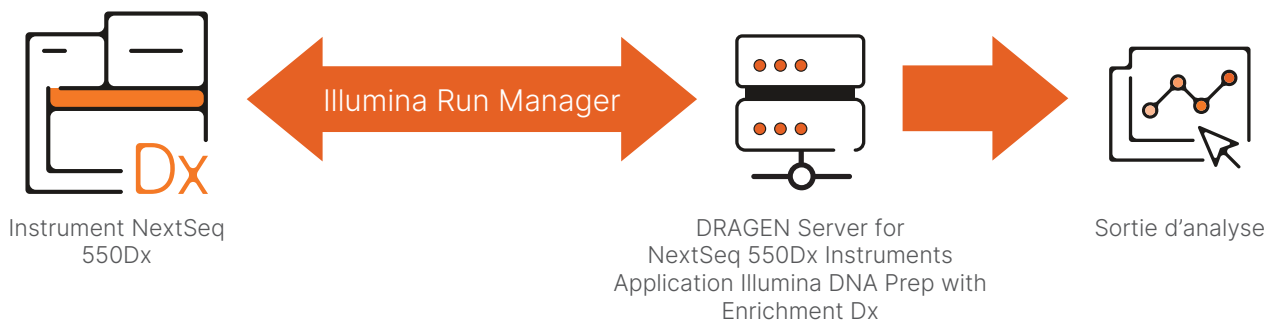 Illumina Run Manager
Dx
Instrument NextSeq
550Dx
DRAGEN Server for
NextSeq 550Dx Instruments
Application Illumina DNA Prep with
Enrichment Dx
Sortie d’analyse